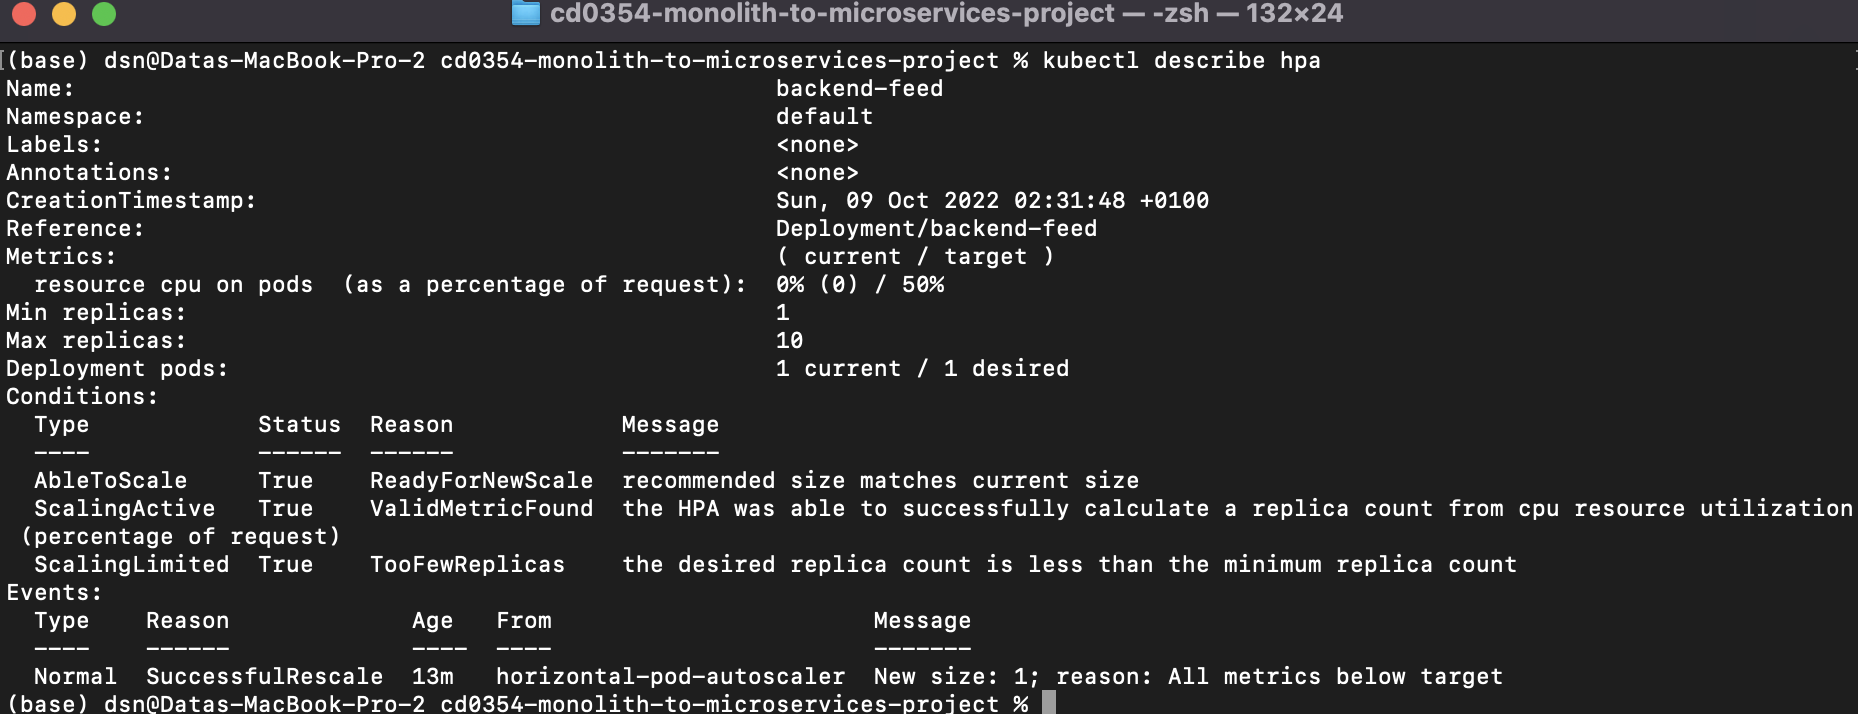 cd0354-monolith-to-microservices-project — -zsh — 132×24
(base) dsn@Datas-MacBook-Pro-2 cd0354-monolith-to-microservices-project % kubectl describe hpa
Name:                                                  backend-feed
Namespace:                                             default
Labels:                                                <none>
Annotations:                                           <none>
CreationTimestamp:                                     Sun, 09 Oct 2022 02:31:48 +0100
Reference:                                             Deployment/backend-feed
Metrics:                                               ( current / target )
  resource cpu on pods  (as a percentage of request):  0% (0) / 50%
Min replicas:                                          1
Max replicas:                                          10
Deployment pods:                                       1 current / 1 desired
Conditions:
  Type            Status  Reason            Message
  ----            ------  ------            -------
  AbleToScale     True    ReadyForNewScale  recommended size matches current size
  ScalingActive   True    ValidMetricFound  the HPA was able to successfully calculate a replica count from cpu resource utilization
 (percentage of request)
  ScalingLimited  True    TooFewReplicas    the desired replica count is less than the minimum replica count
Events:
  Type    Reason             Age   From                       Message
  ----    ------             ----  ----                       -------
  Normal  SuccessfulRescale  13m   horizontal-pod-autoscaler  New size: 1; reason: All metrics below target
(base) dsn@Datas-MacBook-Pro-2 cd0354-monolith-to-microservices-project %